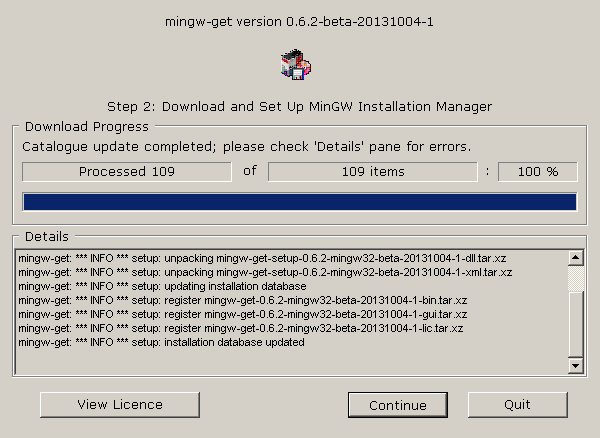 mingw-get version 0.6.2-beta-20131004-1
Step 2: Download and Set Up MinGW Installation Manager
Download Progress
Catalogue update completed; please check 'Details' pane for errors.
Processed 109 of 109 items : 100 %
Details
mingw-get: *** INFO *** setup: unpacking mingw-get-setup-0.6.2-mingw32-beta-20131004-1-dll.tar.xz
mingw-get: *** INFO *** setup: unpacking mingw-get-setup-0.6.2-mingw32-beta-20131004-1-xml.tar.xz
mingw-get: *** INFO *** setup: updating installation database
mingw-get: *** INFO *** setup: register mingw-get-0.6.2-mingw32-beta-20131004-1-bin.tar.xz
mingw-get: *** INFO *** setup: register mingw-get-0.6.2-mingw32-beta-20131004-1-gui.tar.xz
mingw-get: *** INFO *** setup: register mingw-get-0.6.2-mingw32-beta-20131004-1-lic.tar.xz
mingw-get: *** INFO *** setup: installation database updated
View Licence Continue Quit